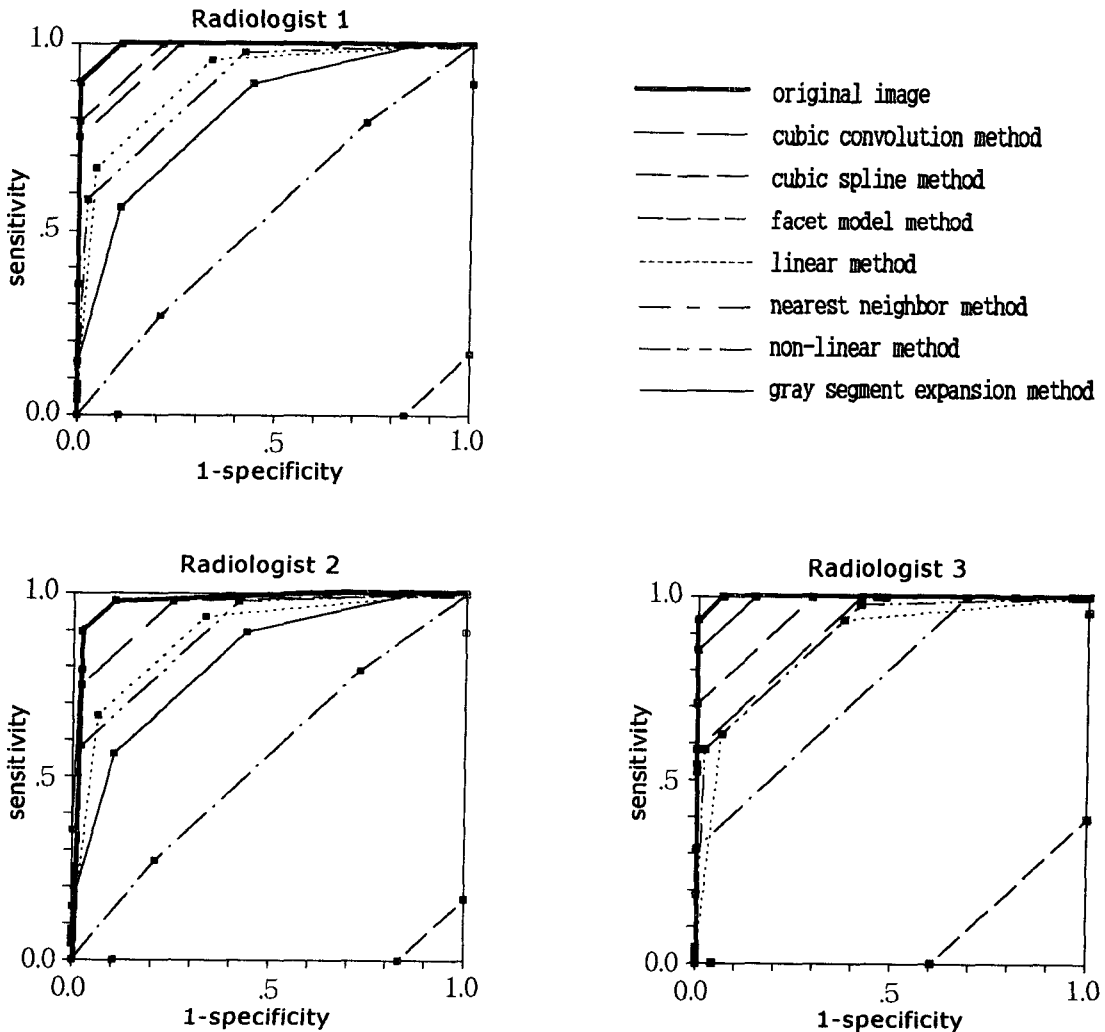 Radiologist 1
1.0
.5
0.0
sensitivity
0.0
.5
1.0
1-specificity
original image
cubic convolution method
cubic spline method
facet model method
linear method
nearest neighbor method
non-linear method
gray segment expansion method
Radiologist 2
1.0
.5
0.0
sensitivity
0.0
.5
1.0
1-specificity
Radiologist 3
1.0
.5
0.0
sensitivity
0.0
.5
1.0
1-specificity